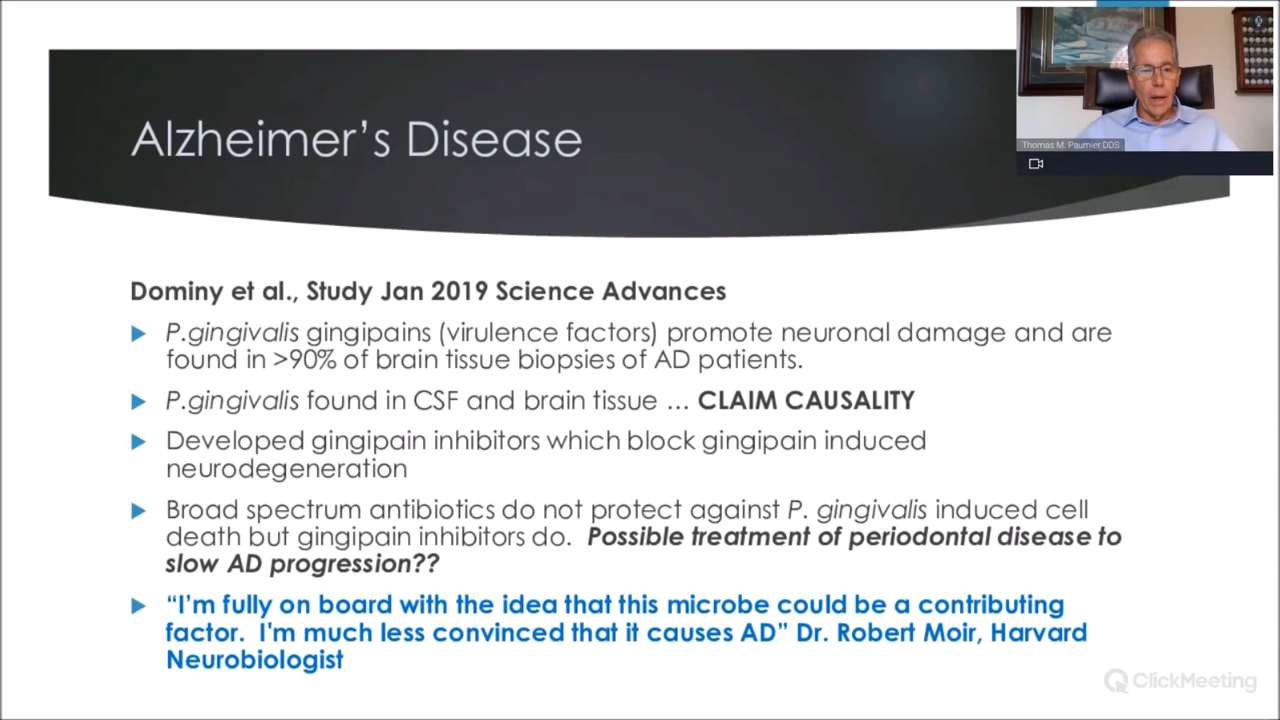 Alzheimer's Disease
Thomas M. Paumier DDS
Dominy et al., Study Jan 2019 Science Advances
P.gingivalis gingipains (virulence factors) promote neuronal damage and are
found in >90% of brain tissue biopsies of AD patients.
P.gingivalis found in CSF and brain tissue … CLAIM CAUSALITY
Developed gingipain inhibitors which block gingipain induced
neurodegeneration
Broad spectrum antibiotics do not protect against P. gingivalis induced cell
death but gingipain inhibitors do. Possible treatment of periodontal disease to
slow AD progression??
“I'm fully on board with the idea that this microbe could be a contributing
factor. I'm much less convinced that it causes AD” Dr. Robert Moir, Harvard
Neurobiologist
ClickMeeting